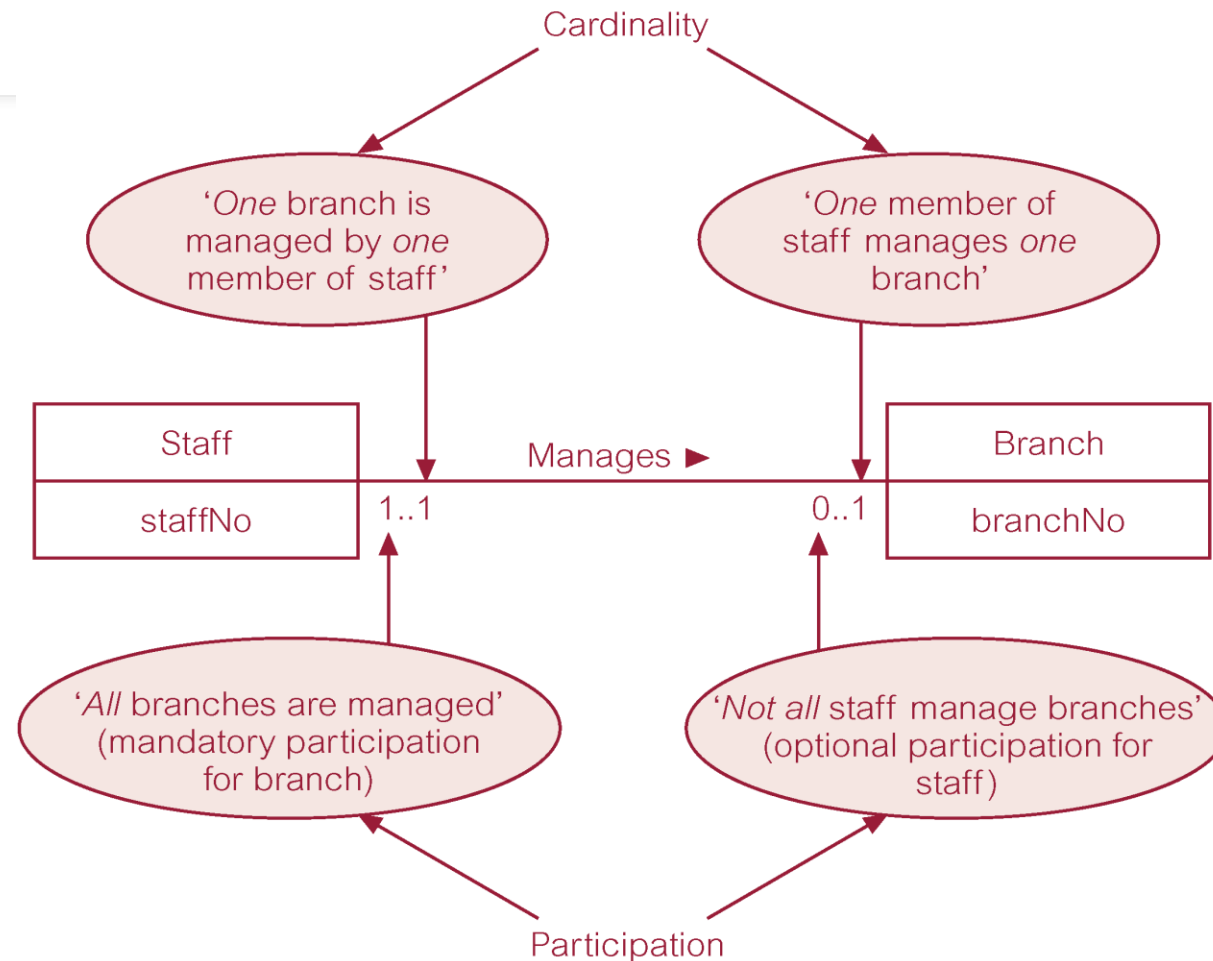 Cardinality
‘One branch is
managed by one
member of staff’
‘One member of
staff manages one
branch’
Staff
staffNo
Manages ►
1..1
0..1
Branch
branchNo
‘All branches are managed’
(mandatory participation
for branch)
‘Not all staff manage branches’
(optional participation for
staff)
Participation